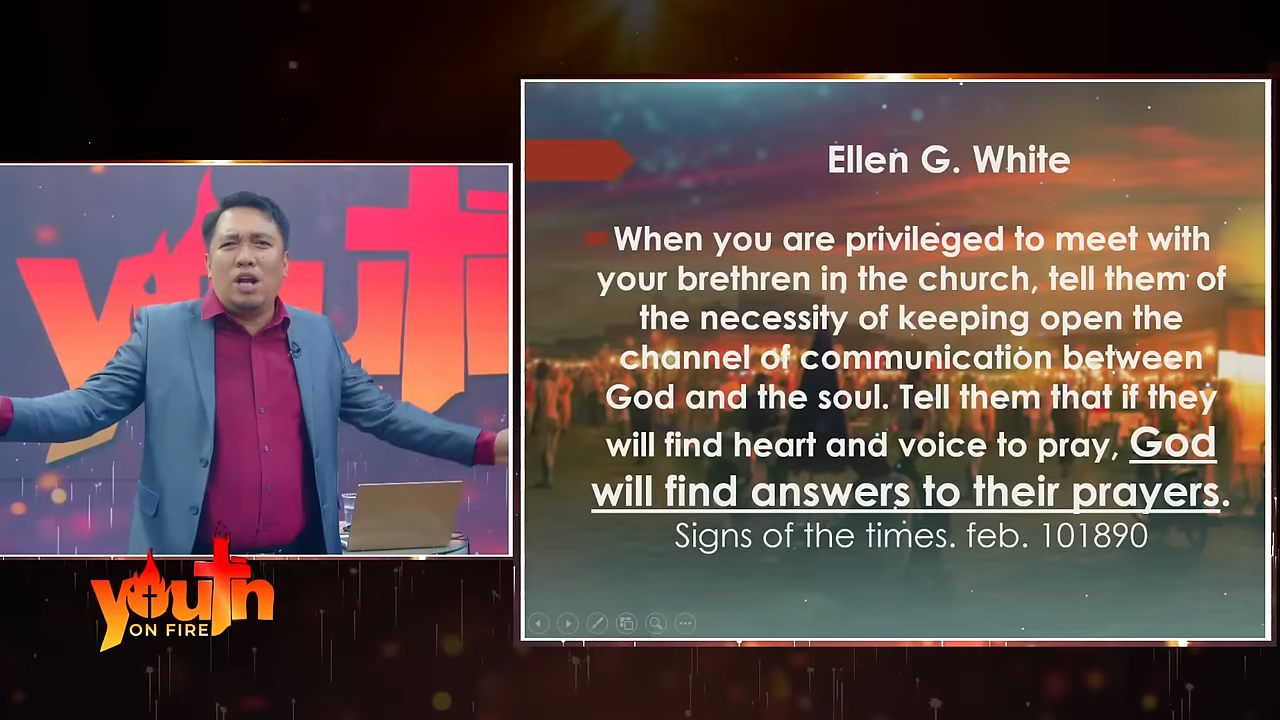 youth
Ellen G. White
When you are privileged to meet with
your brethren in the church, tell them of
the necessity of keeping open the
channel of communication between
God and the soul. Tell them that if they
will find heart and voice to pray, God
will find answers to their prayers.
Signs of the times. feb. 101890
youth
ON FIRE